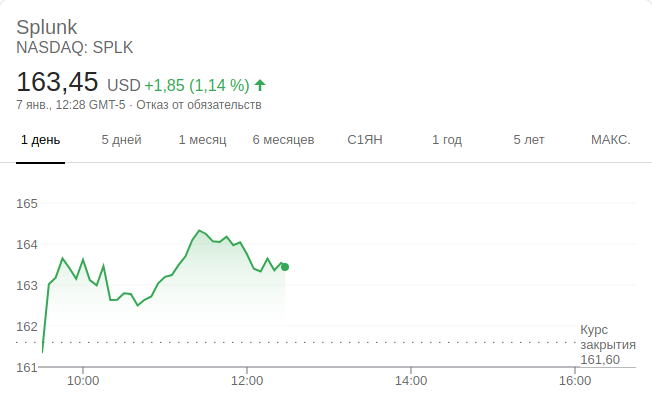 Splunk
NASDAQ: SPLK
163,45 USD +1,85 (1,14 %)
7 янв., 12:28 GMT-5 · Отказ от обязательств
1 день 5 дней 1 месяц 6 месяцев С1ЯН 1 год 5 лет МАКС.
165
164
163
162
Курс
закрытия
161,60
161
10:00 12:00 14:00 16:00